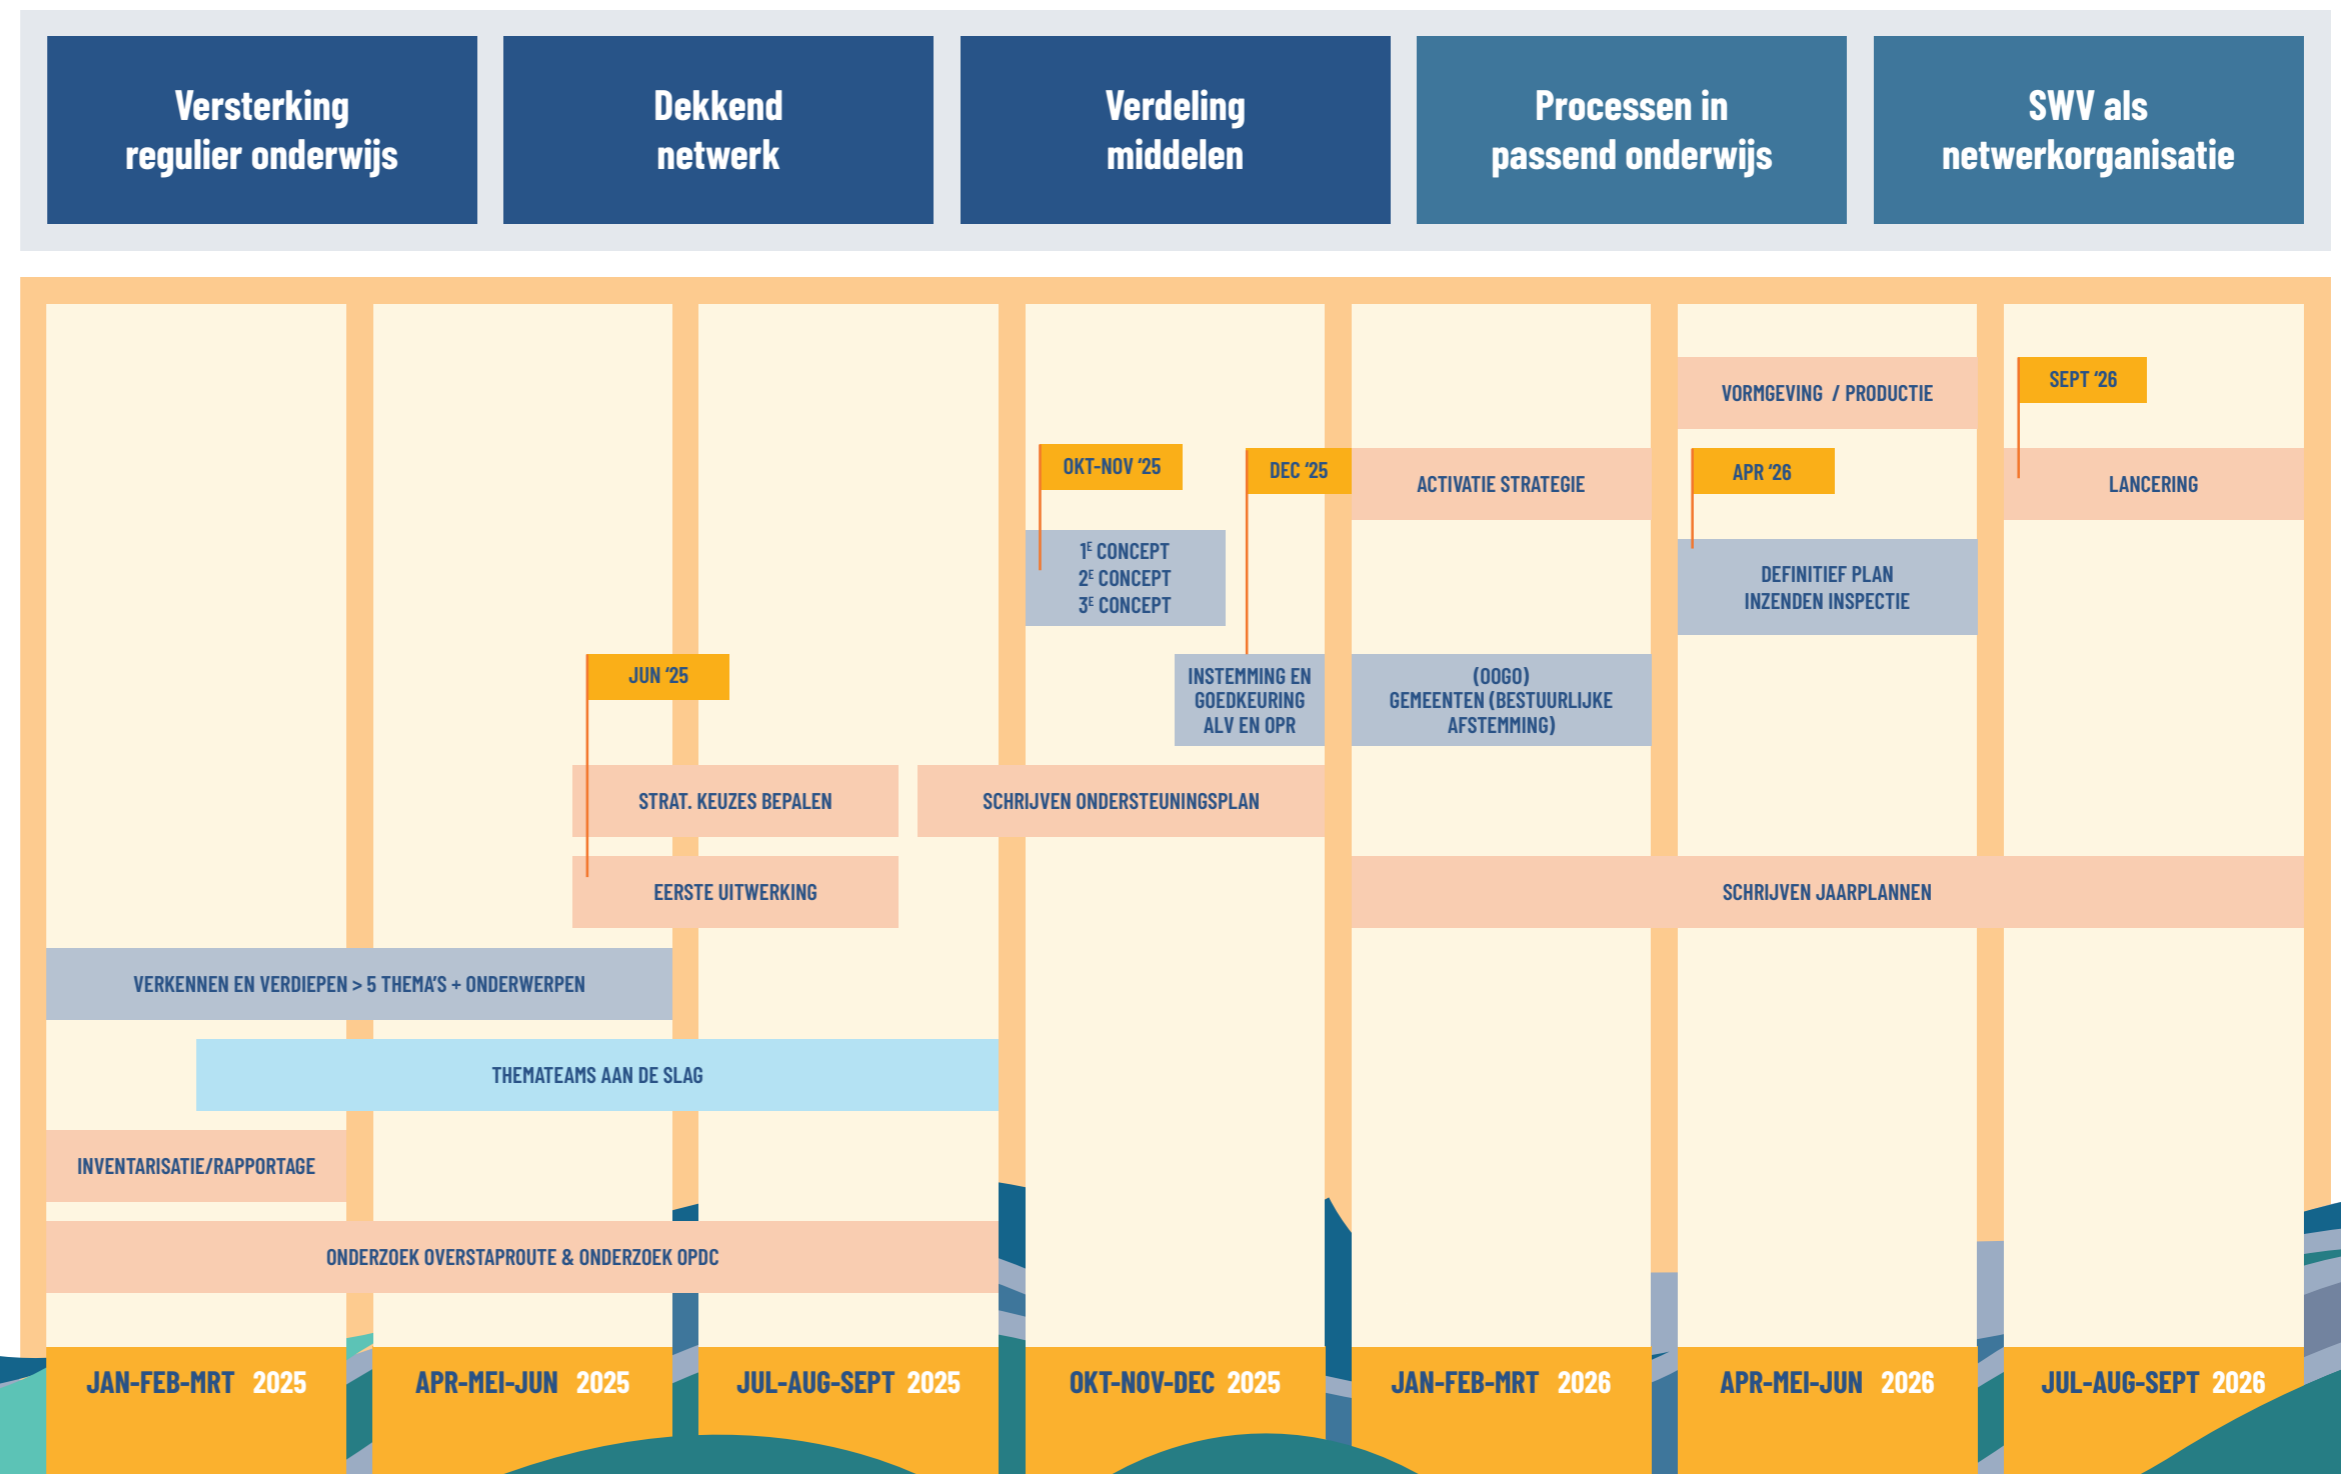 Versterking
regulier onderwijs
Dekkend
netwerk
Verdeling
middelen
Processen in
passend onderwijs
SWV als
netwerkorganisatie
VORMGEVING / PRODUCTIE
SEPT ‘26
OKT-NOV ‘25
DEC ‘25
ACTIVATIE STRATEGIE
APR ‘26
LANCERING
1E CONCEPT
2E CONCEPT
3E CONCEPT
DEFINITIEF PLAN
INZENDEN INSPECTIE
JUN ‘25
INSTEMMING EN
GOEDKEURING
ALV EN OPR
(OOGO)
GEMEENTEN (BESTUURLIJKE
AFSTEMMING)
STRAT. KEUZES BEPALEN
SCHRIJVEN ONDERSTEUNINGSPLAN
EERSTE UITWERKING
SCHRIJVEN JAARPLANNEN
VERKENNEN EN VERDIEPEN > 5 THEMA’S + ONDERWERPEN
THEMATEAMS AAN DE SLAG
INVENTARISATIE/RAPPORTAGE
ONDERZOEK OVERSTAPROUTE & ONDERZOEK OPDC
JAN-FEB-MRT 2025
APR-MEI-JUN 2025
JUL-AUG-SEPT 2025
OKT-NOV-DEC 2025
JAN-FEB-MRT 2026
APR-MEI-JUN 2026
JUL-AUG-SEPT 2026